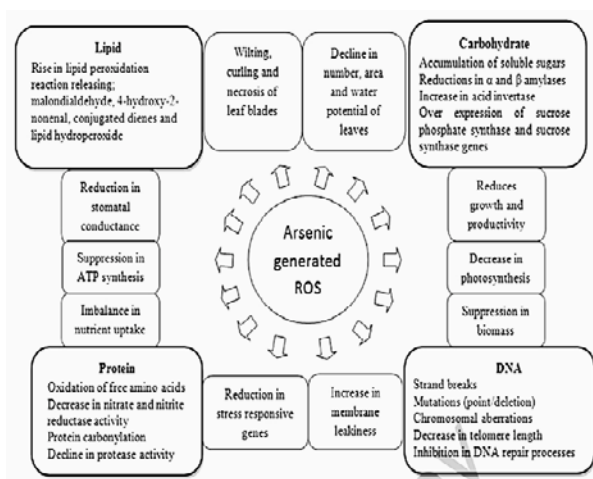 Lipid
Rise in lipid peroxidation
reaction releasing;
malondialdehyde, 4-hydroxy-2-
nonenal, conjugated dienes and
lipid hydroperoxide
Wilting,
curling and
necrosis of
leaf blades
Decline in
number, area
and water
potential of
leaves
Carbohydrate
Accumulation of soluble sugars
Reductions in α and β amylases
Increase in acid invertase
Over expression of sucrose
phosphate synthase and sucrose
synthase genes
Reduction in
stomatal
conductance
Suppression in
ATP synthesis
Imbalance in
nutrient uptake
Arsenic
generated
ROS
Reduces
growth and
productivity
Decrease in
photosynthesis
Suppression in
biomass
Protein
Oxidation of free amino acids
Decrease in nitrate and nitrite
reductase activity
Protein carbonylation
Decline in protease activity
Reduction in
stress responsive
genes
Increase in
membrane
leakiness
DNA
Strand breaks
Mutations (point/deletion)
Chromosomal aberrations
Decrease in telomere length
Inhibition in DNA repair processes